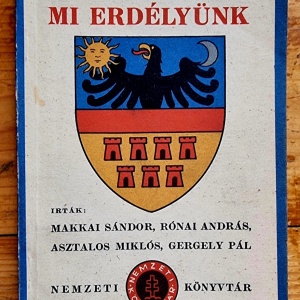 MI ERDÉLYÜNK
IRTÁK:
MAKKAI SÁNDOR, RÓNAI ANDRÁS,
ASZTALOS MIKLÓS, GERGELY PÁL
NEMZETI KÖNYVTÁR